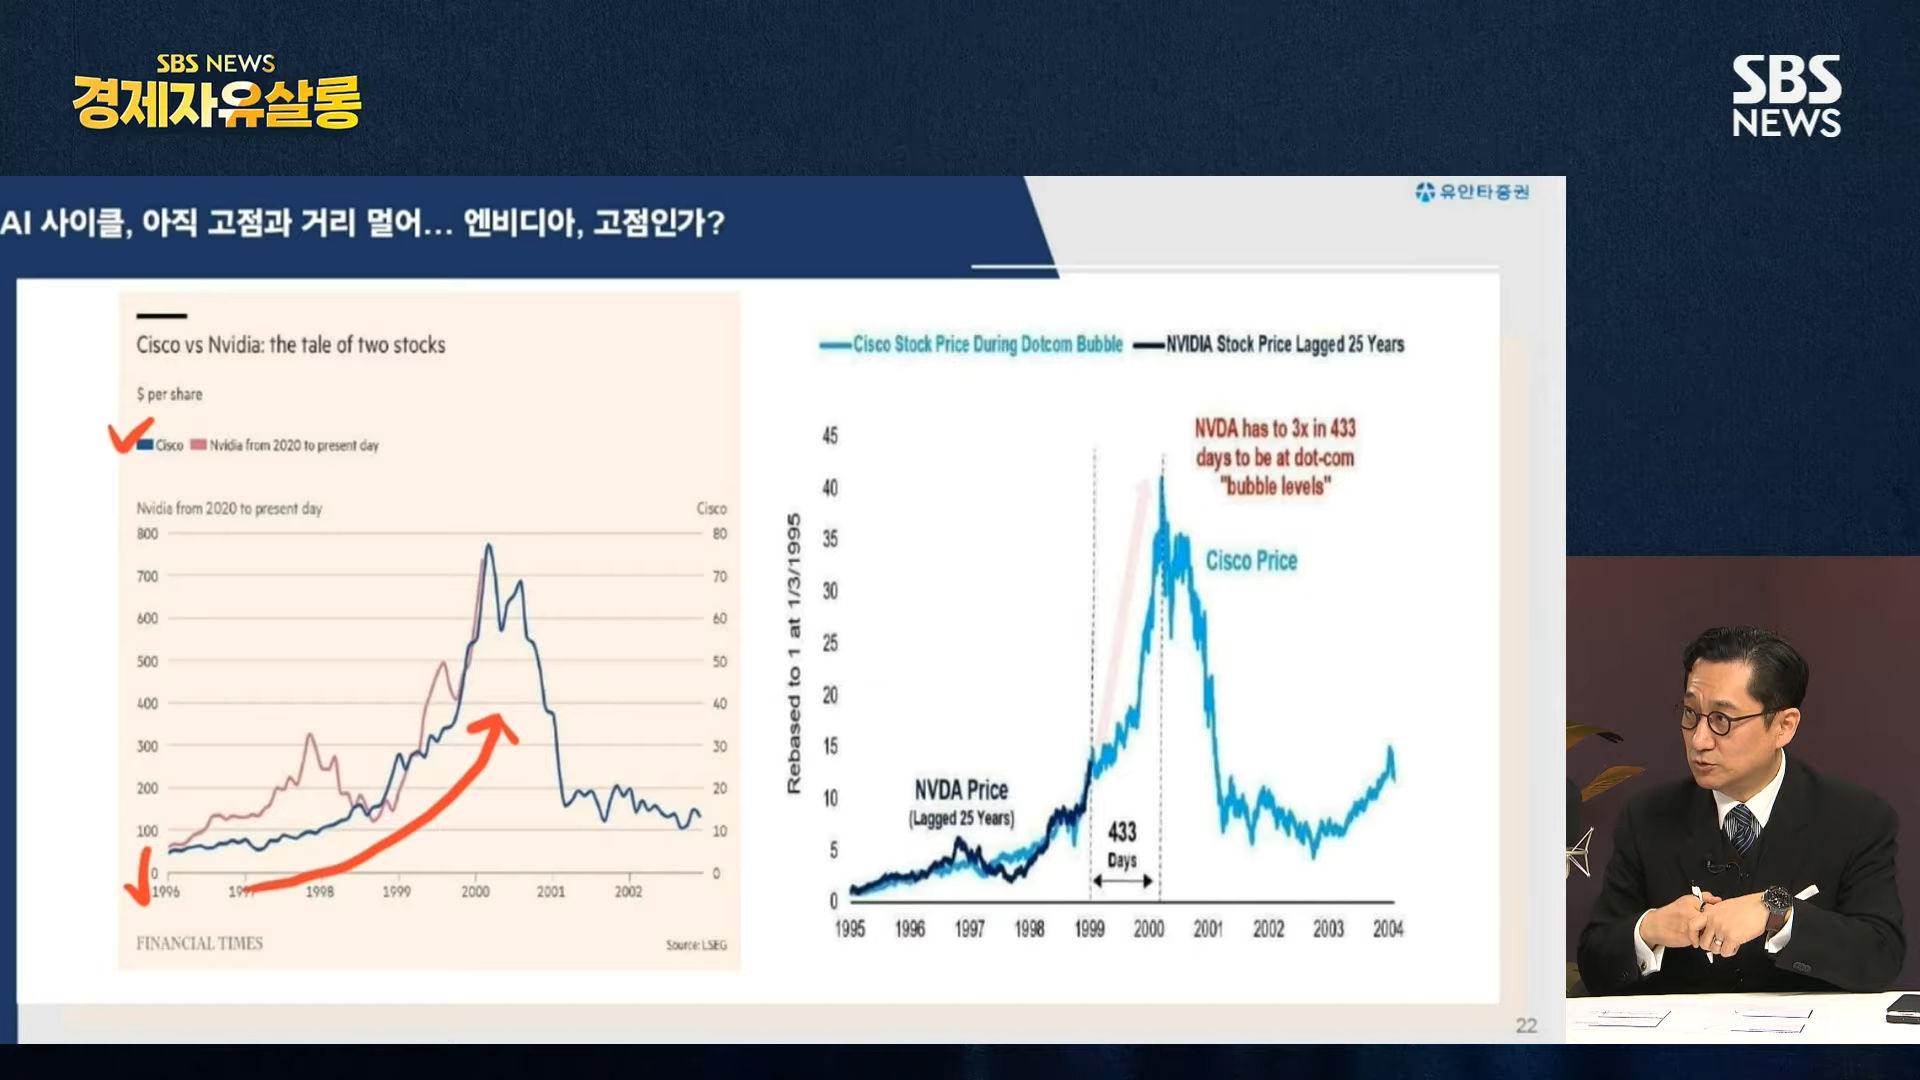 SBS NEWS
경제자유살롱
SBS
NEWS
유안타증권
AI 사이클, 아직 고점과 거리 멀어... 엔비디아, 고점인가?
Cisco vs Nvidia: the tale of two stocks
$ per share
Cisco Nvidia from 2020 to present day
Nvidia from 2020 to present day Cisco
800 80
700 70
600 60
500 50
400 40
300 30
200 20
100 10
0 0
1996 1997 1998 1999 2000 2001 2002
FINANCIAL TIMES Source: LSEG
Cisco Stock Price During Dotcom Bubble NVIDIA Stock Price Lagged 25 Years
NVDA has to 3x in 433
days to be at dot-com
"bubble levels"
Cisco Price
Rebased to 1 at 1/3/1995
45
40
35
30
25
20
15
10
5
0
NVDA Price
(Lagged 25 Years)
433
Days
1995 1996 1997 1998 1999 2000 2001 2002 2003 2004
22